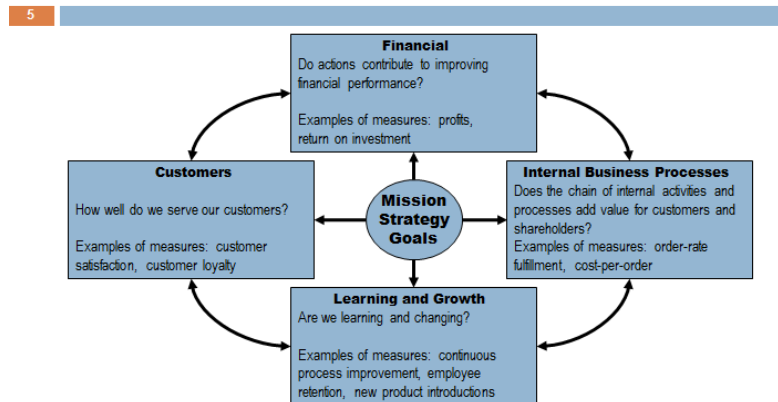 5
Financial
Do actions contribute to improving
financial performance?
Examples of measures: profits,
return on investment
Customers
How well do we serve our customers?
Examples of measures: customer
satisfaction, customer loyalty
Mission
Strategy
Goals
Internal Business Processes
Does the chain of internal activities and
processes add value for customers and
shareholders?
Examples of measures: order-rate
fulfillment, cost-per-order
Learning and Growth
Are we learning and changing?
Examples of measures: continuous
process improvement, employee
retention, new product introductions